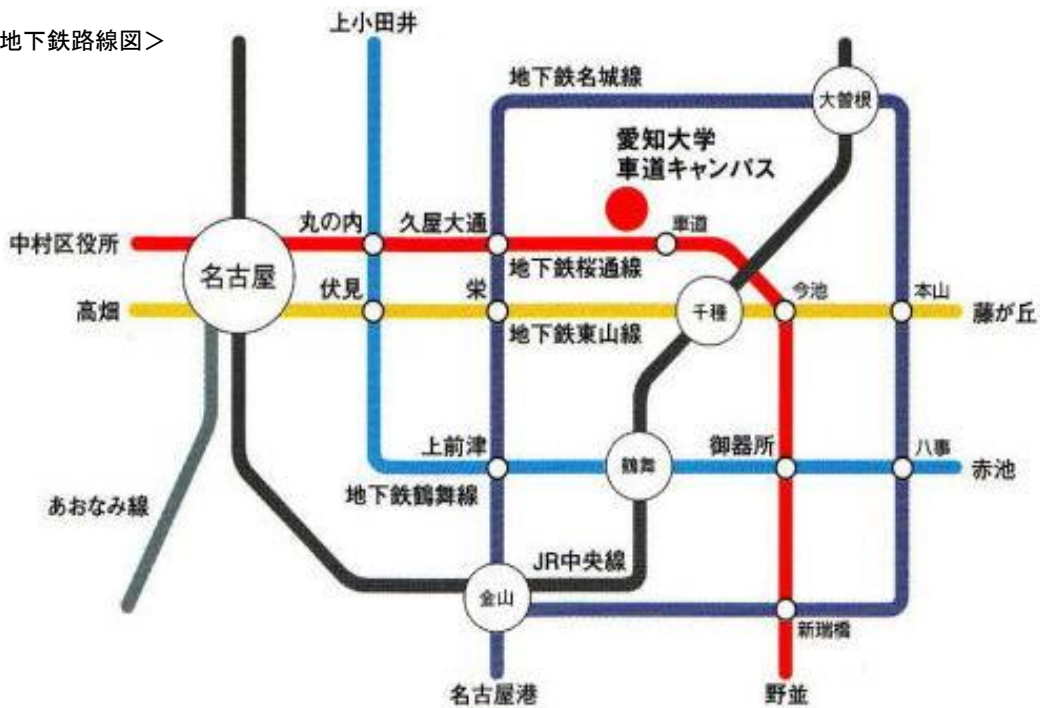 地下鉄路線図＞
上小田井
地下鉄名城線
大曽根
愛知大学
車道キャンパス
中村区役所
丸の内
久屋大通
車道
名古屋
地下鉄桜通線
高畑
伏見
栄
千種
今池
本山
藤が丘
地下鉄東山線
上前津
鶴舞
御器所
八事
赤池
地下鉄鶴舞線
あおなみ線
JR中央線
金山
新瑞橋
名古屋港
野並